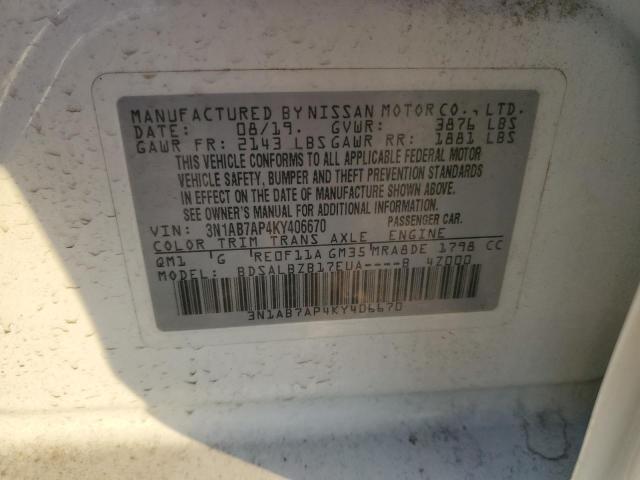 MANUFACTURED BY NISSAN MOTOR CO., LTD.
DATE: 08/19. GVWR: 3876 LBS
GAWR FR: 2143 LBS GAWR RR: 1881 LBS
THIS VEHICLE CONFORMS TO ALL APPLICABLE FEDERAL MOTOR
VEHICLE SAFETY, BUMPER AND THEFT PREVENTION STANDARDS
IN EFFECT ON THE DATE OF MANUFACTURE SHOWN ABOVE.
SEE OWNER'S MANUAL FOR ADDITIONAL INFORMATION.
VIN: 3N1AB7AP4KY406670 PASSENGER CAR.
COLOR TRIM TRANS AXLE ENGINE
QM1 G RE0F11A GM35 MRA8DE 1798 CC
BDSALBZB17EUA----B 4Z000
3N1AB7AP4KY406670